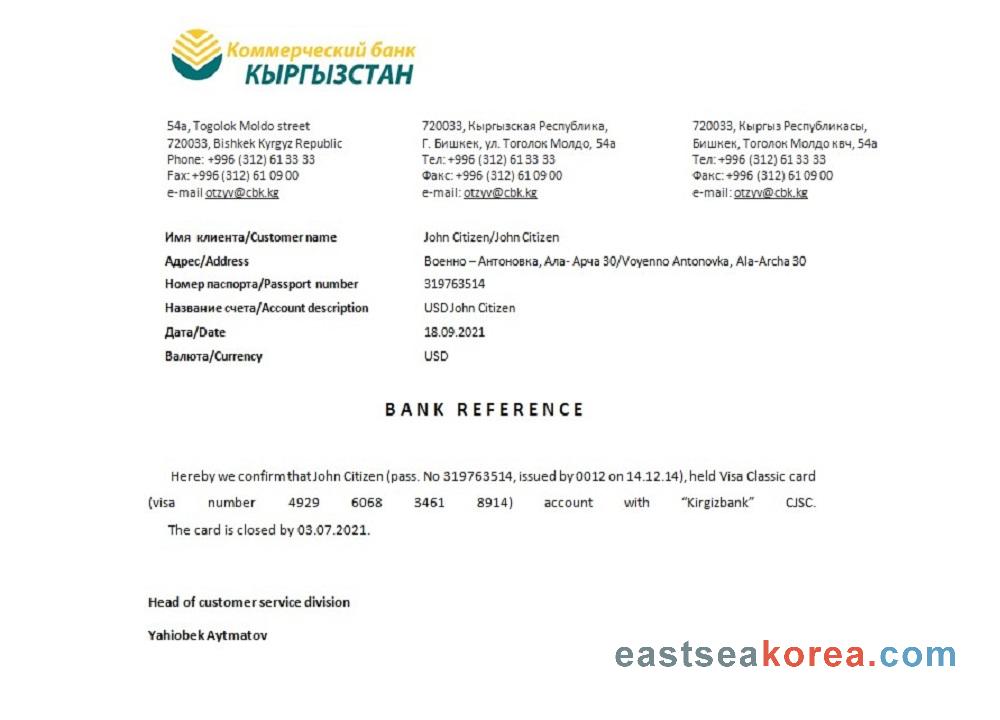 Коммерческий банк
КЫРГЫЗСТАН
54a, Togolok Moldo street
720033, Bishkek Kyrgyz Republic
Phone: +996 (312) 61 33 33
Fax: +996 (312) 61 09 00
e-mail otzyv@cbk.kg
720033, Кыргызская Республика,
Г. Бишкек, ул. Тоголок Молдо, 54а
Тел: +996 (312) 61 33 33
Факс: +996 (312) 61 09 00
e-mail: otzyv@cbk.kg
720033, Кыргыз Республикасы,
Бишкек, Тоголок Молдо квч, 54а
Тел: +996 (312) 61 33 33
Факс: +996 (312) 61 09 00
e-mail: otzyv@cbk.kg
Имя клиента/Customer name John Citizen/John Citizen
Адрес/Address Военно – Антоновка, Ала- Арча 30/Voyenno Antonovka, Ala-Archa 30
Номер паспорта/Passport number 319763514
Название счета/Account description USD John Citizen
Дата/Date 18.09.2021
Валюта/Currency USD
BANK REFERENCE
Hereby we confirm that John Citizen (pass. No 319763514, issued by 0012 on 14.12.14), held Visa Classic card
(visa number 4929 6068 3461 8914) account with “Kirgizbank” CJSC.
The card is closed by 03.07.2021.
Head of customer service division
Yahiobek Aytmatov
eastseakorea.com